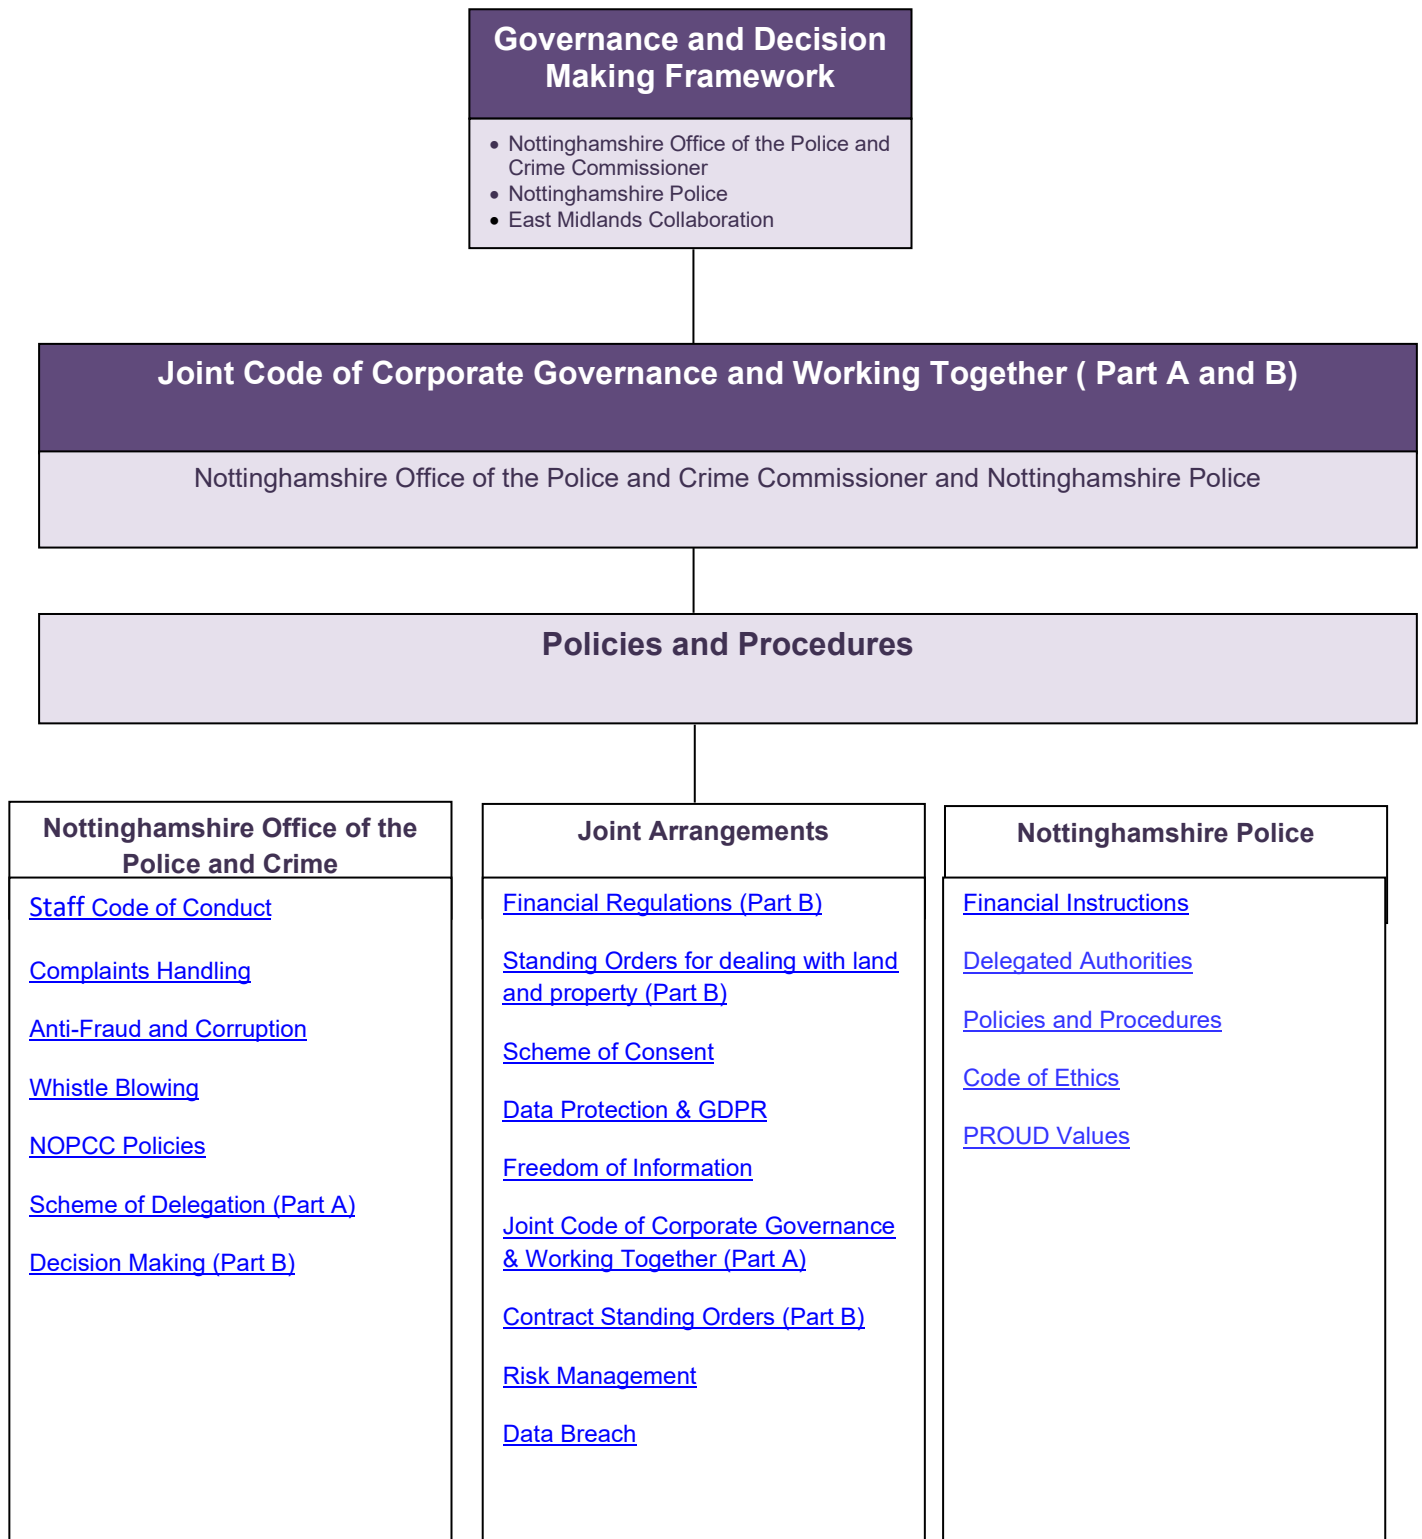 Governance and Decision
Making Framework
• Nottinghamshire Office of the Police and
Crime Commissioner
• Nottinghamshire Police
• East Midlands Collaboration
Joint Code of Corporate Governance and Working Together ( Part A and B)
Nottinghamshire Office of the Police and Crime Commissioner and Nottinghamshire Police
Policies and Procedures
Nottinghamshire Office of the
Police and Crime
Staff Code of Conduct
Complaints Handling
Anti-Fraud and Corruption
Whistle Blowing
NOPCC Policies
Scheme of Delegation (Part A)
Decision Making (Part B)
Joint Arrangements
Financial Regulations (Part B)
Standing Orders for dealing with land
and property (Part B)
Scheme of Consent
Data Protection & GDPR
Freedom of Information
Joint Code of Corporate Governance
& Working Together (Part A)
Contract Standing Orders (Part B)
Risk Management
Data Breach
Nottinghamshire Police
Financial Instructions
Delegated Authorities
Policies and Procedures
Code of Ethics
PROUD Values